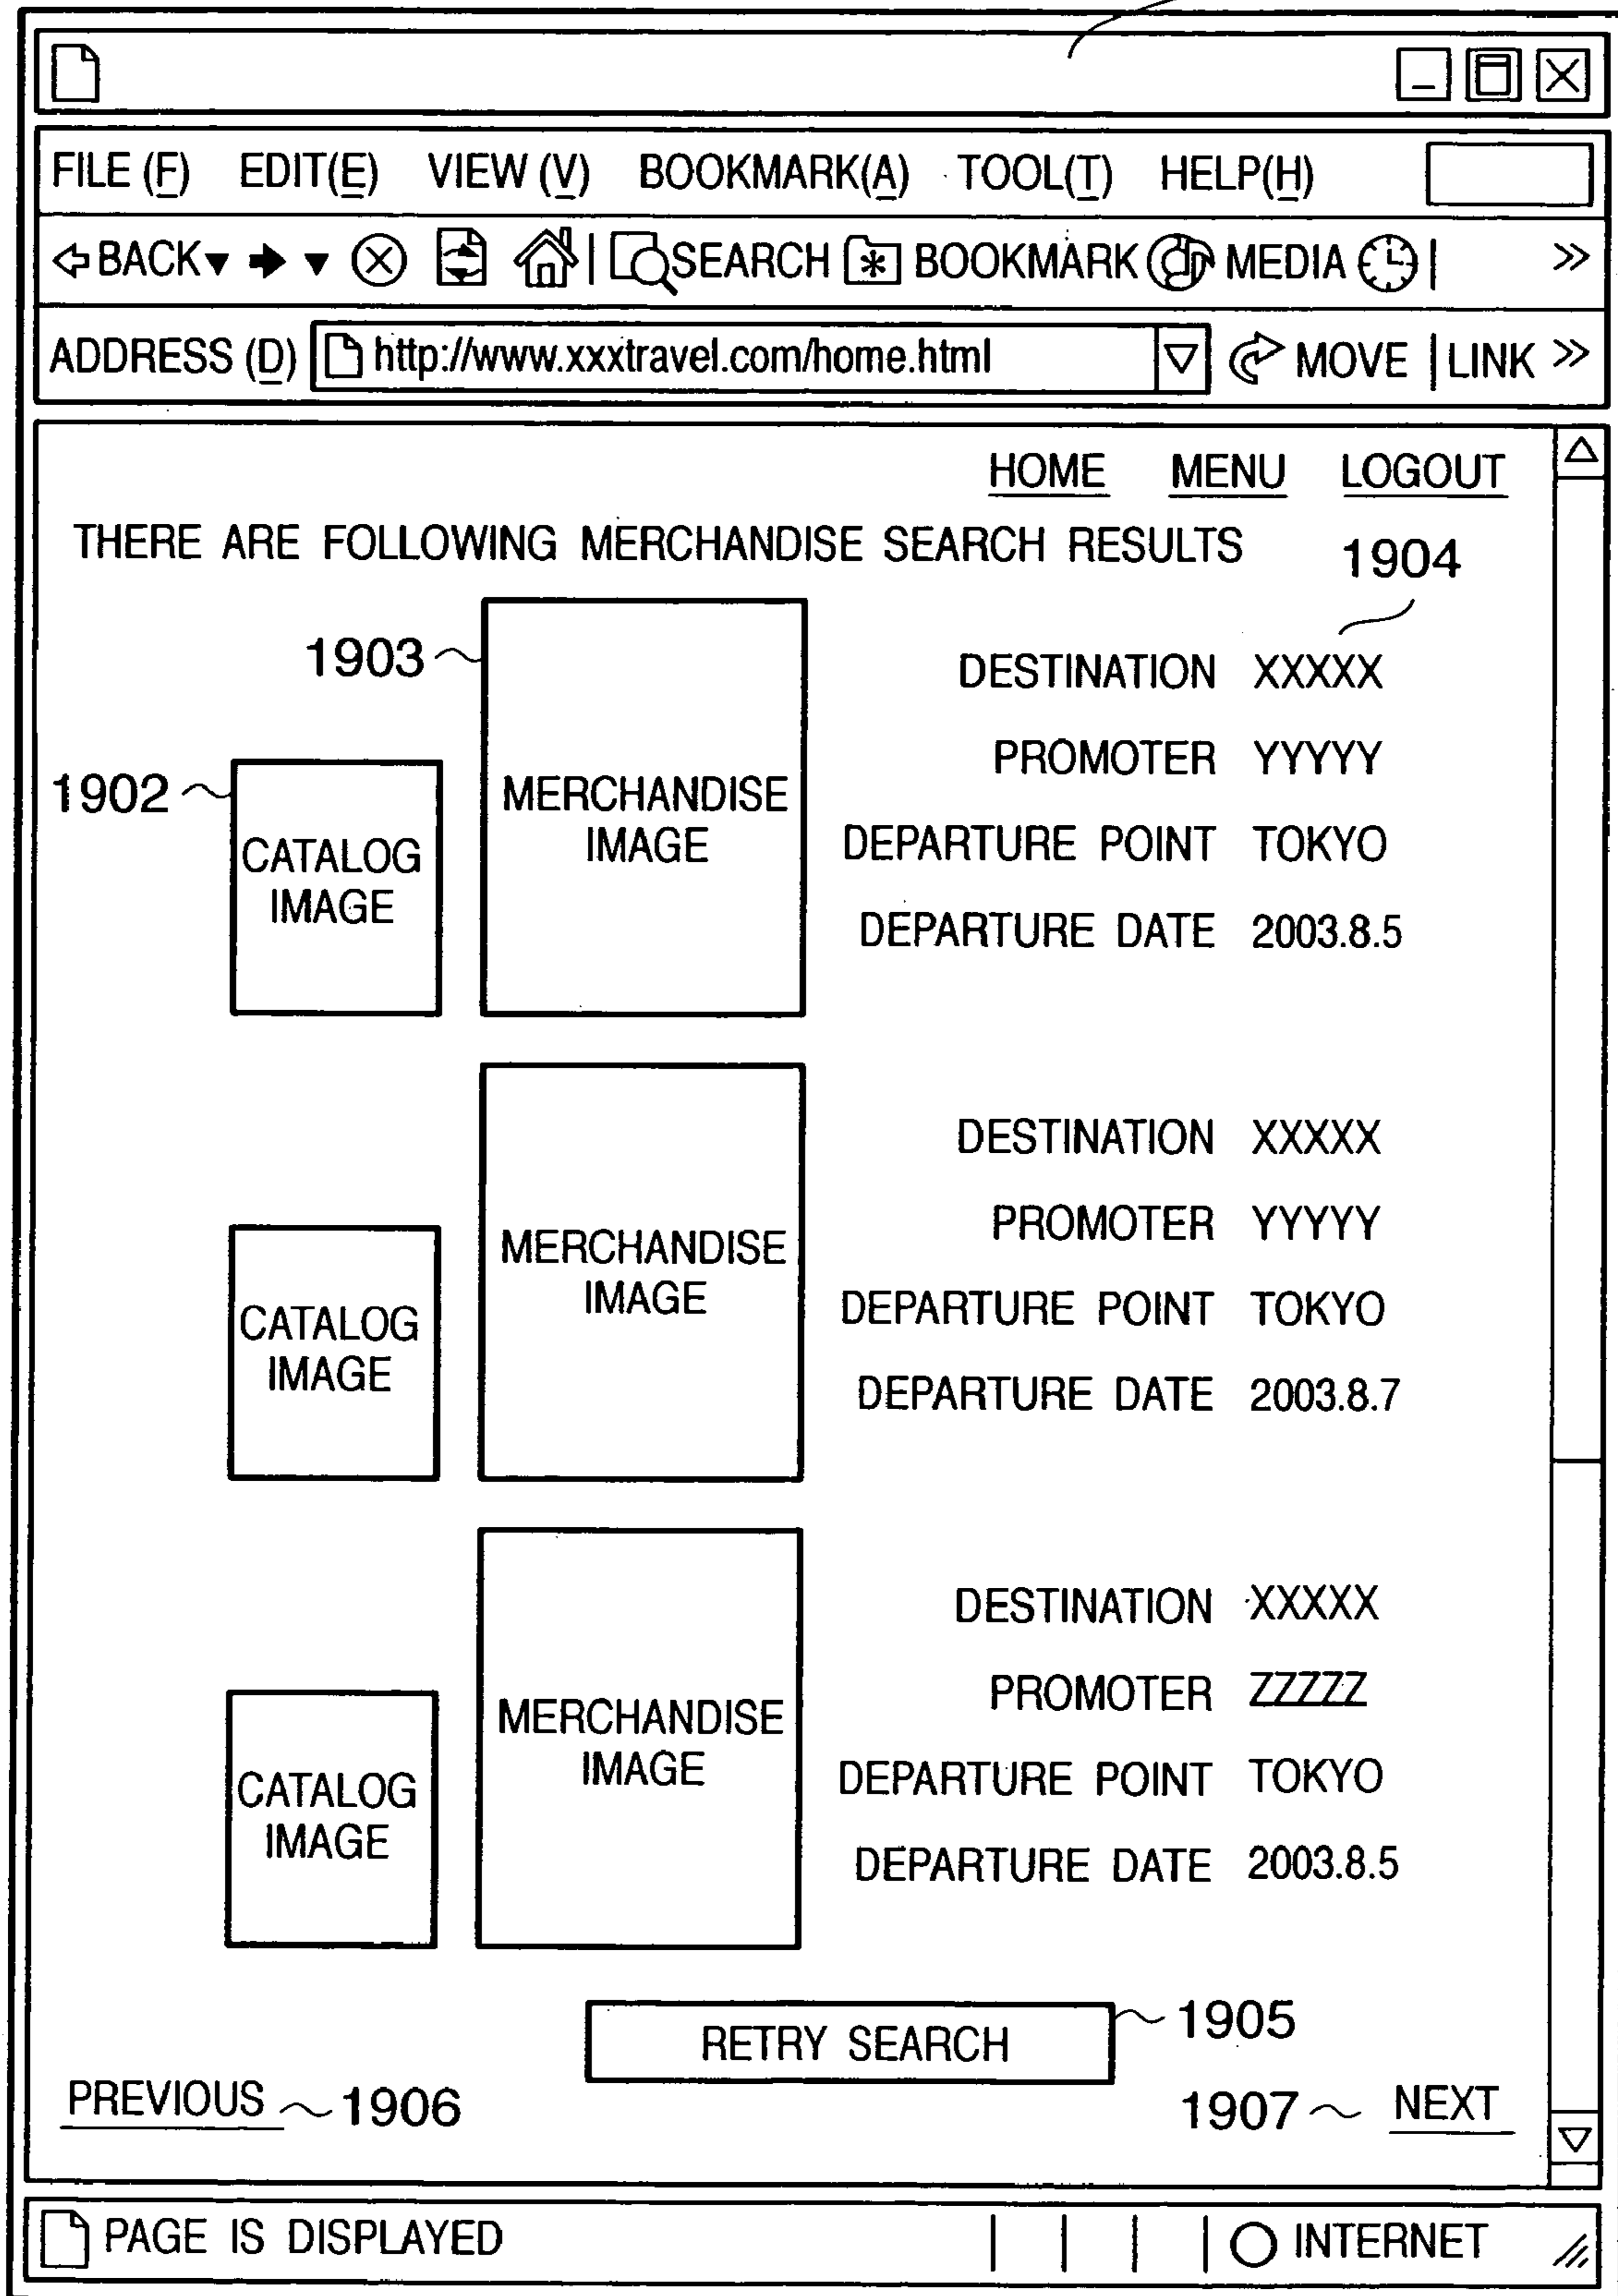 FILE (F) EDIT(E) VIEW (V) BOOKMARK(A) TOOL(T) HELP(H)
BACK SEARCH BOOKMARK MEDIA »
ADDRESS (D) http://www.xxxtravel.com/home.html MOVE LINK »
HOME MENU LOGOUT
THERE ARE FOLLOWING MERCHANDISE SEARCH RESULTS
1904
1903
DESTINATION XXXXX
PROMOTER YYYYY
1902
MERCHANDISE
IMAGE
CATALOG
IMAGE
DEPARTURE POINT TOKYO
DEPARTURE DATE 2003.8.5
DESTINATION XXXXX
PROMOTER YYYYY
MERCHANDISE
IMAGE
CATALOG
IMAGE
DEPARTURE POINT TOKYO
DEPARTURE DATE 2003.8.7
DESTINATION XXXXX
PROMOTER ZZZZZ
MERCHANDISE
IMAGE
CATALOG
IMAGE
DEPARTURE POINT TOKYO
DEPARTURE DATE 2003.8.5
RETRY SEARCH 1905
PREVIOUS 1906 1907 NEXT
PAGE IS DISPLAYED INTERNET